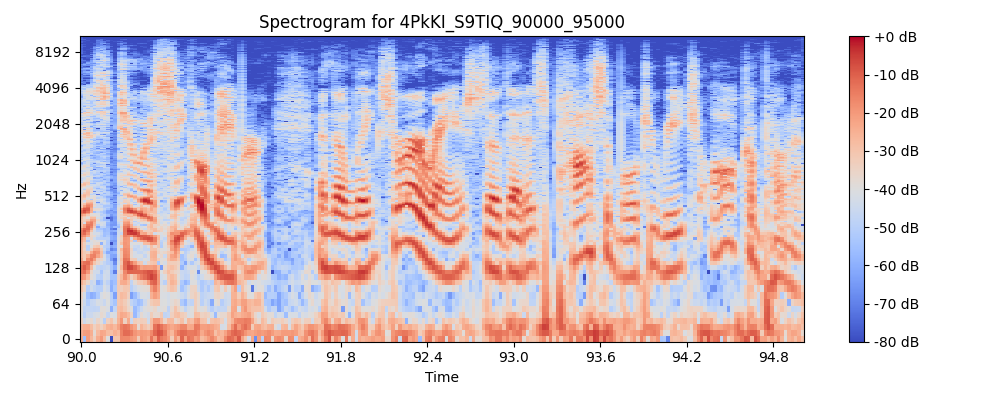 Spectrogram for 4PkKI_S9TIQ_90000_95000
Hz
8192
4096
2048
1024
512
256
128
64
0
90.0 90.6 91.2 91.8 92.4 93.0 93.6 94.2 94.8
Time
+0 dB
-10 dB
-20 dB
-30 dB
-40 dB
-50 dB
-60 dB
-70 dB
-80 dB